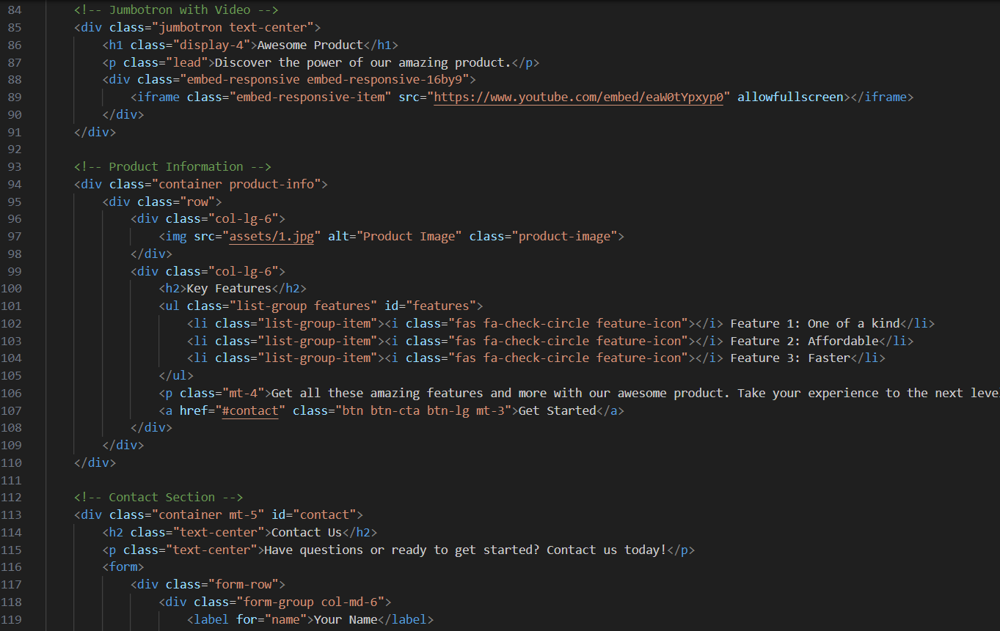 84 <!-- Jumbotron with Video -->
85 <div class="jumbotron text-center">
86 <h1 class="display-4">Awesome Product</h1>
87 <p class="lead">Discover the power of our amazing product.</p>
88 <div class="embed-responsive embed-responsive-16by9">
89 <iframe class="embed-responsive-item" src="https://www.youtube.com/embed/eaW0tYpxyp0" allowfullscreen></iframe>
90 </div>
91 </div>
92
93 <!-- Product Information -->
94 <div class="container product-info">
95 <div class="row">
96 <div class="col-lg-6">
97 <img src="assets/1.jpg" alt="Product Image" class="product-image">
98 </div>
99 <div class="col-lg-6">
100 <h2>Key Features</h2>
101 <ul class="list-group features" id="features">
102 <li class="list-group-item"><i class="fas fa-check-circle feature-icon"></i> Feature 1: One of a kind</li>
103 <li class="list-group-item"><i class="fas fa-check-circle feature-icon"></i> Feature 2: Affordable</li>
104 <li class="list-group-item"><i class="fas fa-check-circle feature-icon"></i> Feature 3: Faster</li>
105 </ul>
106 <p class="mt-4">Get all these amazing features and more with our awesome product. Take your experience to the next leve
107 <a href="#contact" class="btn btn-cta btn-lg mt-3">Get Started</a>
108 </div>
109 </div>
110 </div>
111
112 <!-- Contact Section -->
113 <div class="container mt-5" id="contact">
114 <h2 class="text-center">Contact Us</h2>
115 <p class="text-center">Have questions or ready to get started? Contact us today!</p>
116 <form>
117 <div class="form-row">
118 <div class="form-group col-md-6">
119 <label for="name">Your Name</label>